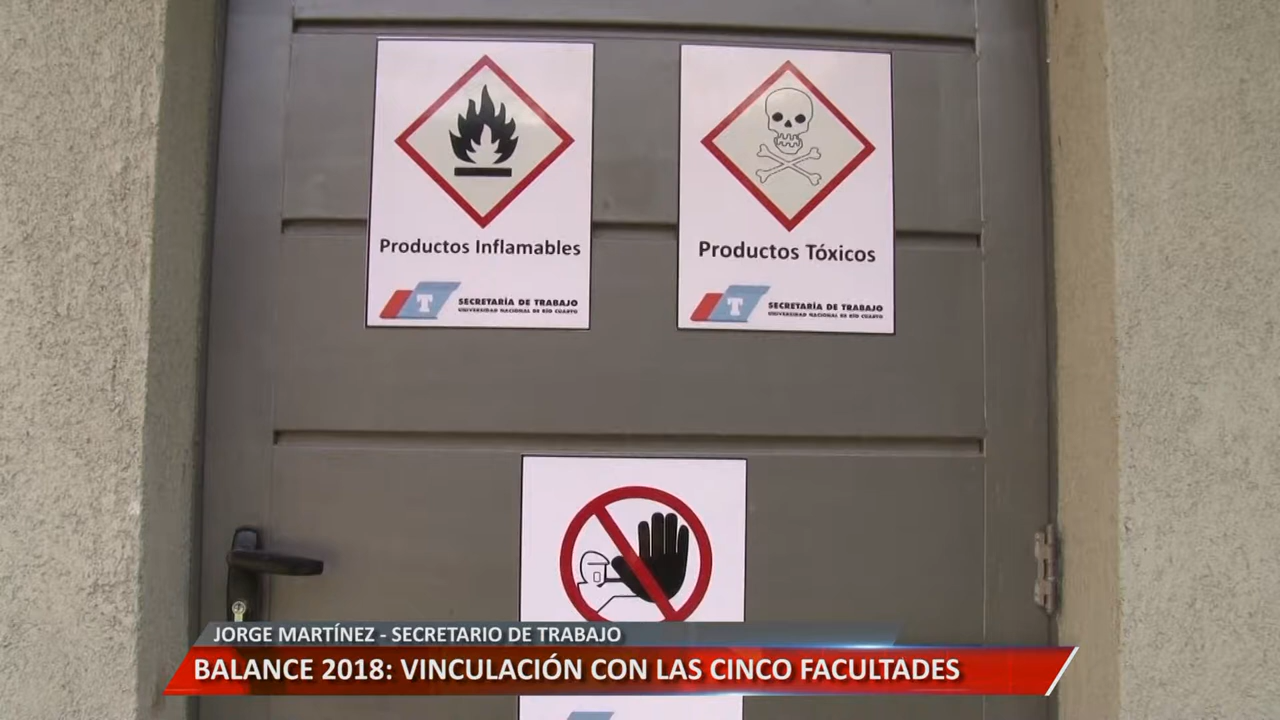 Productos Inflamables
T
SECRETARÍA DE TRABAJO
UNIVERSIDAD NACIONAL DE RÍO CUARTO
Productos Tóxicos
T
SECRETARÍA DE TRABAJO
UNIVERSIDAD NACIONAL DE RÍO CUARTO
JORGE MARTÍNEZ - SECRETARIO DE TRABAJO
BALANCE 2018: VINCULACIÓN CON LAS CINCO FACULTADES